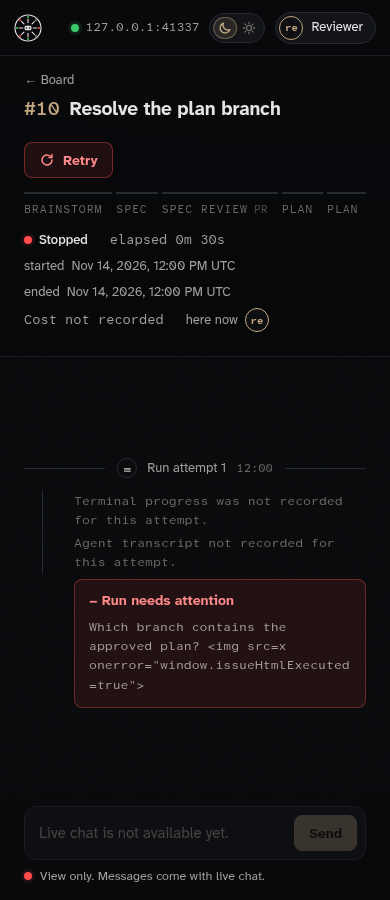 127.0.0.1:41337
re Reviewer
← Board
#10 Resolve the plan branch
Retry
BRAINSTORM SPEC SPEC REVIEW PR PLAN PLAN
Stopped elapsed 0m 30s
started Nov 14, 2026, 12:00 PM UTC
ended Nov 14, 2026, 12:00 PM UTC
Cost not recorded here now re
Run attempt 1 12:00
Terminal progress was not recorded
for this attempt.
Agent transcript not recorded for
this attempt.
– Run needs attention
Which branch contains the
approved plan? <img src=x
onerror="window.issueHtmlExecuted
=true">
Live chat is not available yet. Send
View only. Messages come with live chat.